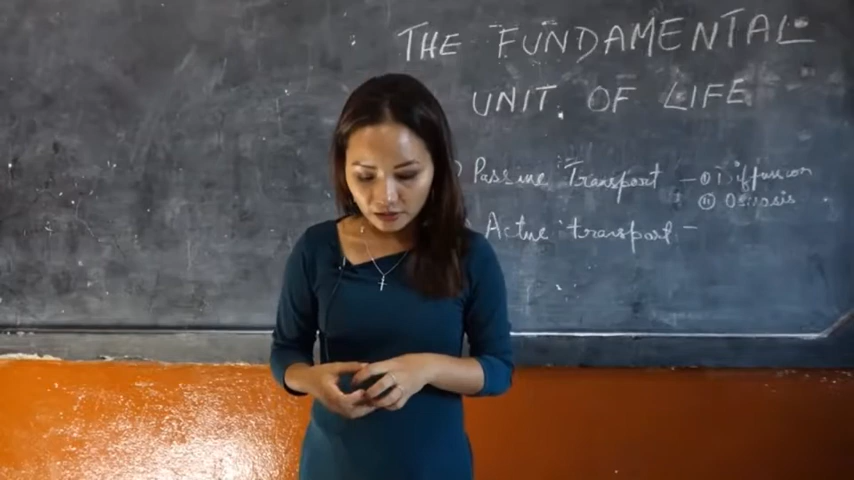 THE FUNDAMENTAL
UNIT OF LIFE
Passive Transport - (i) Diffusion
(ii) Osmosis
Active transport -